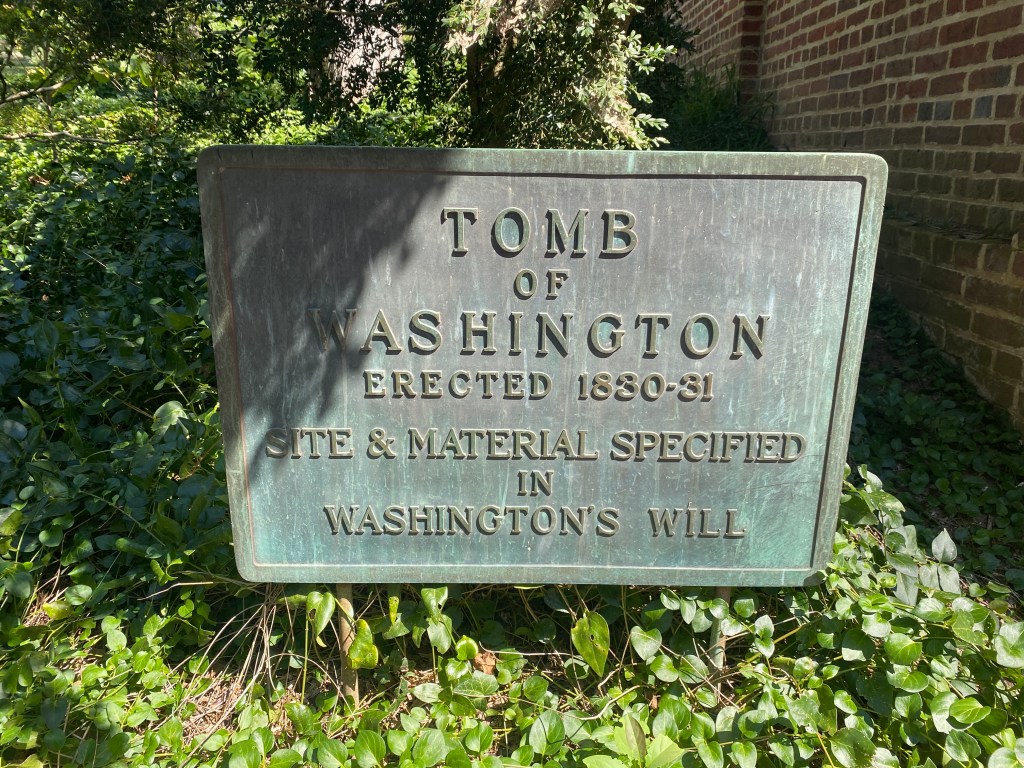 TOMB
OF
WASHINGTON
ERECTED 1830-31
SITE & MATERIAL SPECIFIED
IN
WASHINGTON'S WILL